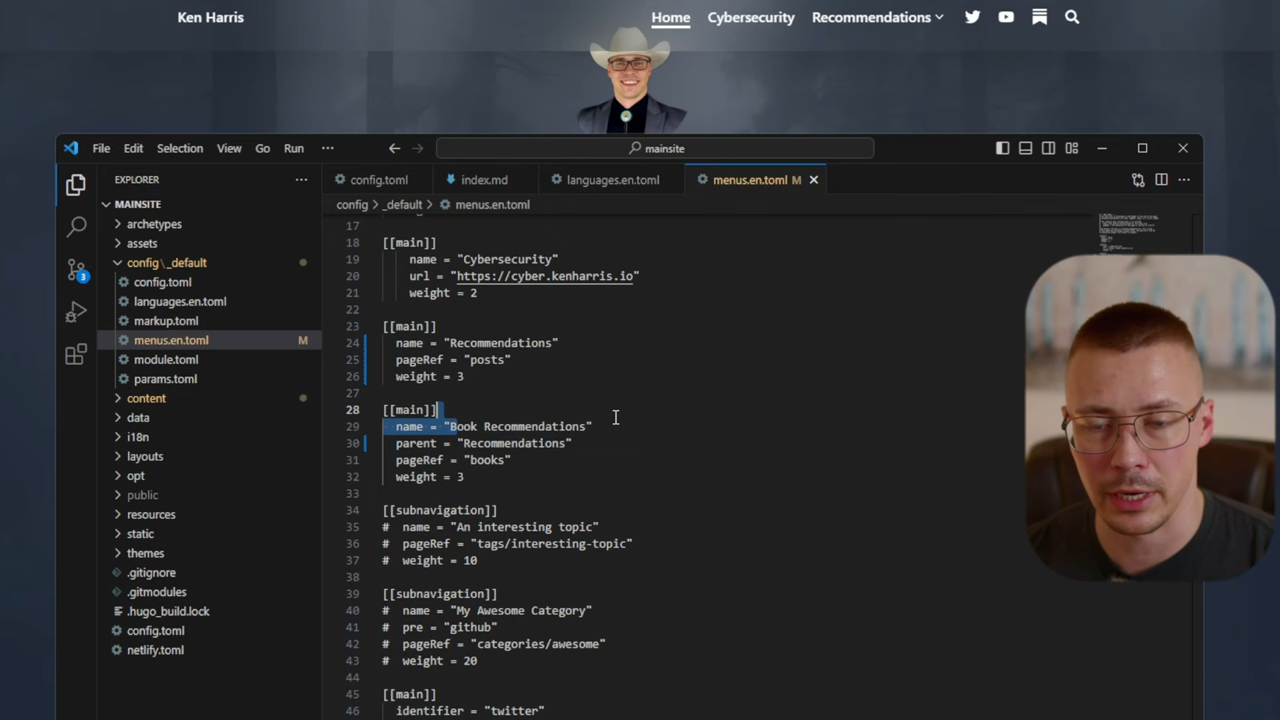 Ken Harris
Home Cybersecurity Recommendations
File Edit Selection View Go Run ··· mainsite
EXPLORER ···
config.toml index.md languages.en.toml menus.en.toml M
config > _default > menus.en.toml
MAINSITE
archetypes
assets
config\_default
config.toml
languages.en.toml
markup.toml
menus.en.toml M
module.toml
params.toml
content
data
i18n
layouts
opt
public
resources
static
themes
.gitignore
.gitmodules
.hugo_build.lock
config.toml
netlify.toml
3
17
18 [[main]]
19 name = "Cybersecurity"
20 url = "https://cyber.kenharris.io"
21 weight = 2
22
23 [[main]]
24 name = "Recommendations"
25 pageRef = "posts"
26 weight = 3
27
28 [[main]]
29 name = "Book Recommendations"
30 parent = "Recommendations"
31 pageRef = "books"
32 weight = 3
33
34 [[subnavigation]]
35 # name = "An interesting topic"
36 # pageRef = "tags/interesting-topic"
37 # weight = 10
38
39 [[subnavigation]]
40 # name = "My Awesome Category"
41 # pre = "github"
42 # pageRef = "categories/awesome"
43 # weight = 20
44
45 [[main]]
46 identifier = "twitter"